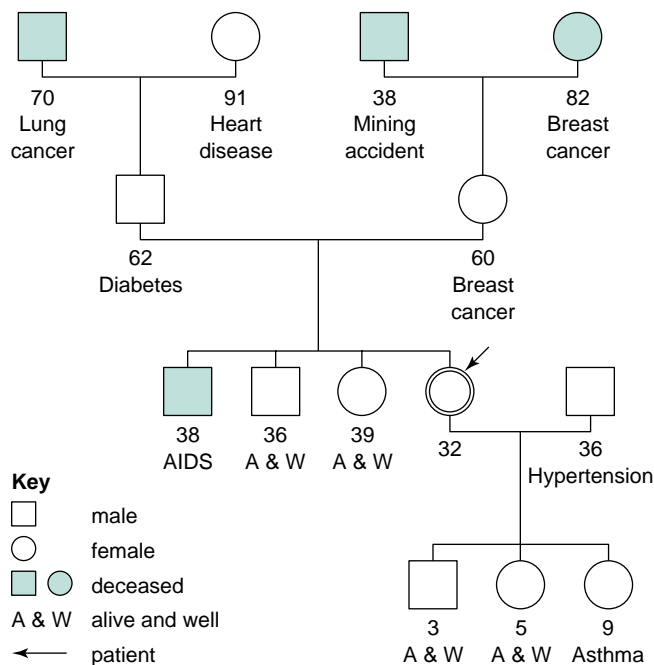 70
Lung
cancer
91
Heart
disease
38
Mining
accident
82
Breast
cancer
62
Diabetes
60
Breast
cancer
38
AIDS
36
A & W
39
A & W
32
36
Hypertension
Key
male
female
deceased
A & W alive and well
patient
3
A & W
5
A & W
9
Asthma